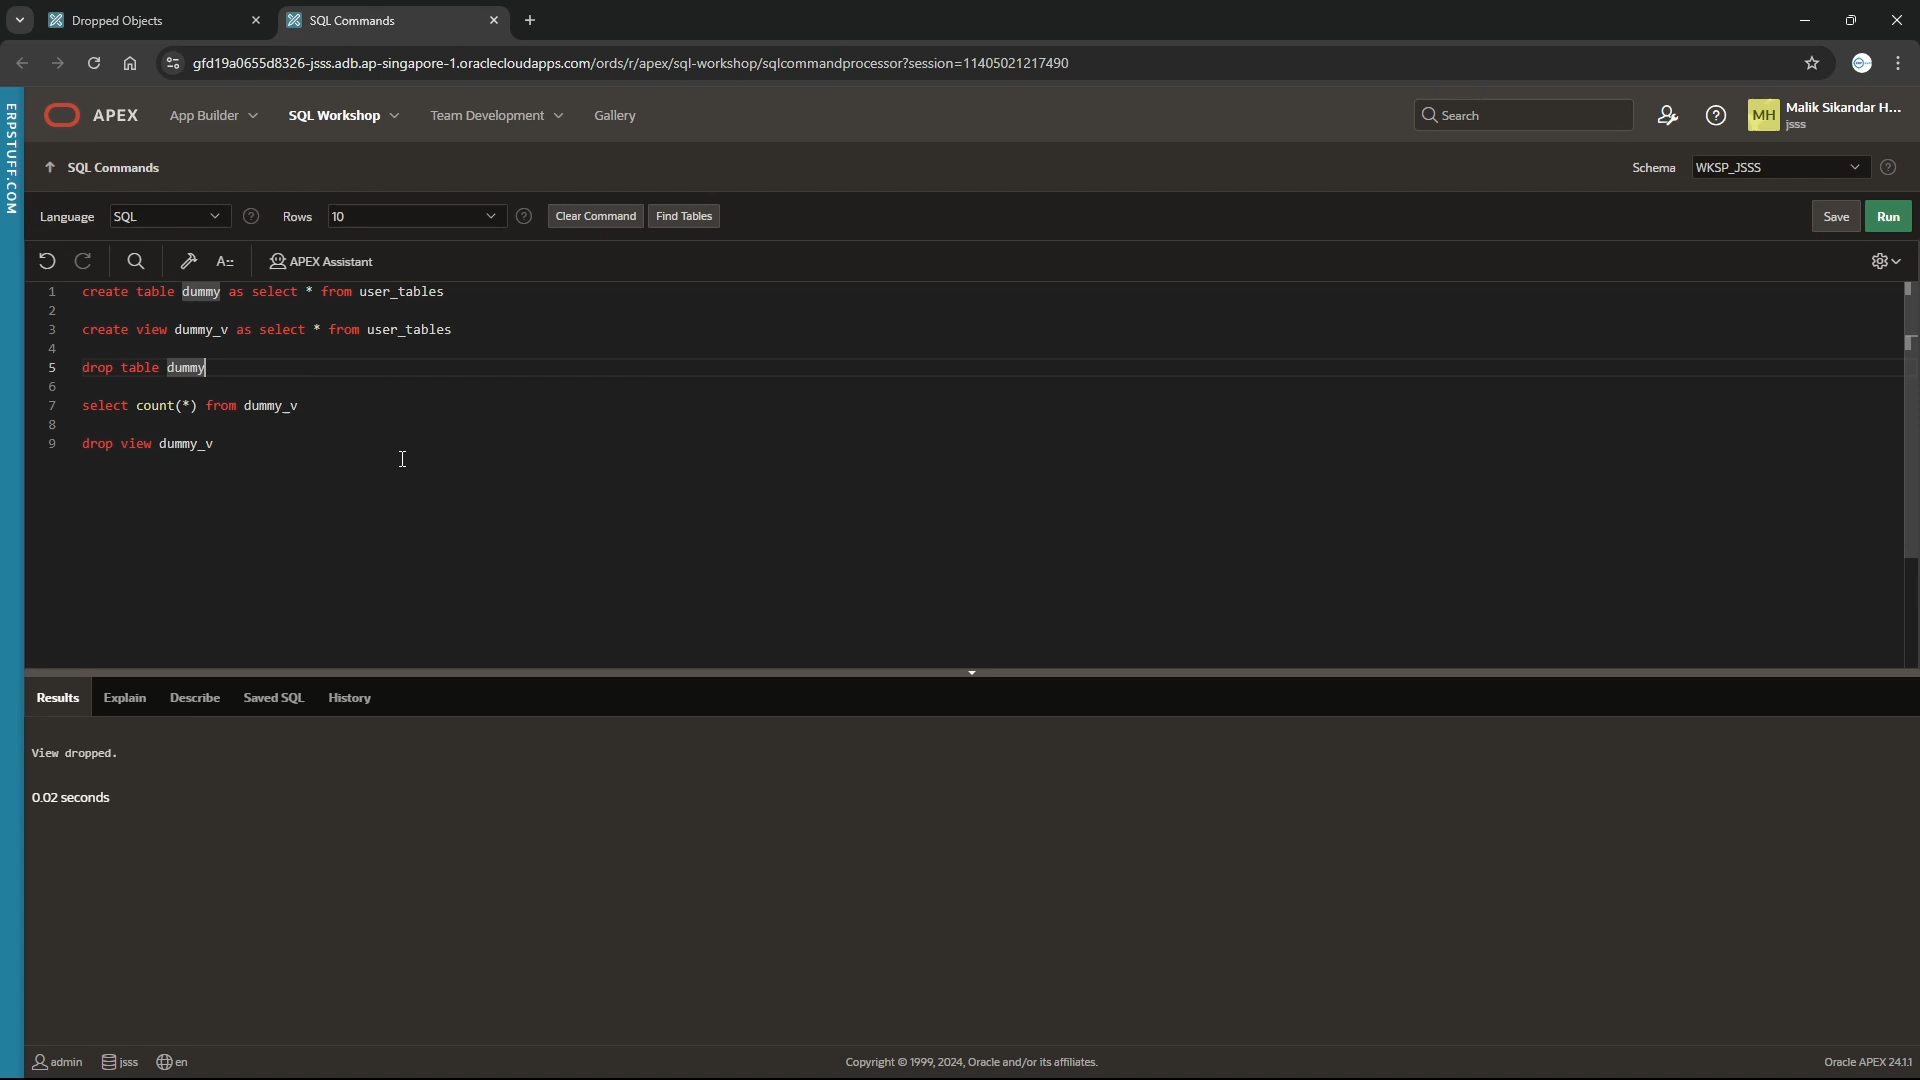 Dropped Objects
SQL Commands
gfd19a0655d8326-jsss.adb.ap-singapore-1.oraclecloudapps.com/ords/r/apex/sql-workshop/sqlcommandprocessor?session=11405021217490
ERPSTUFF.COM
APEX
App Builder
SQL Workshop
Team Development
Gallery
Search
MH
Malik Sikandar H...
jsss
SQL Commands
Schema
WKSP_JSSS
Language
SQL
Rows
10
Clear Command
Find Tables
Save
Run
APEX Assistant
1 create table dummy as select * from user_tables
2
3 create view dummy_v as select * from user_tables
4
5 drop table dummy
6
7 select count(*) from dummy_v
8
9 drop view dummy_v
Results
Explain
Describe
Saved SQL
History
View dropped.
0.02 seconds
admin
jsss
en
Copyright © 1999, 2024, Oracle and/or its affiliates.
Oracle APEX 24.1.1